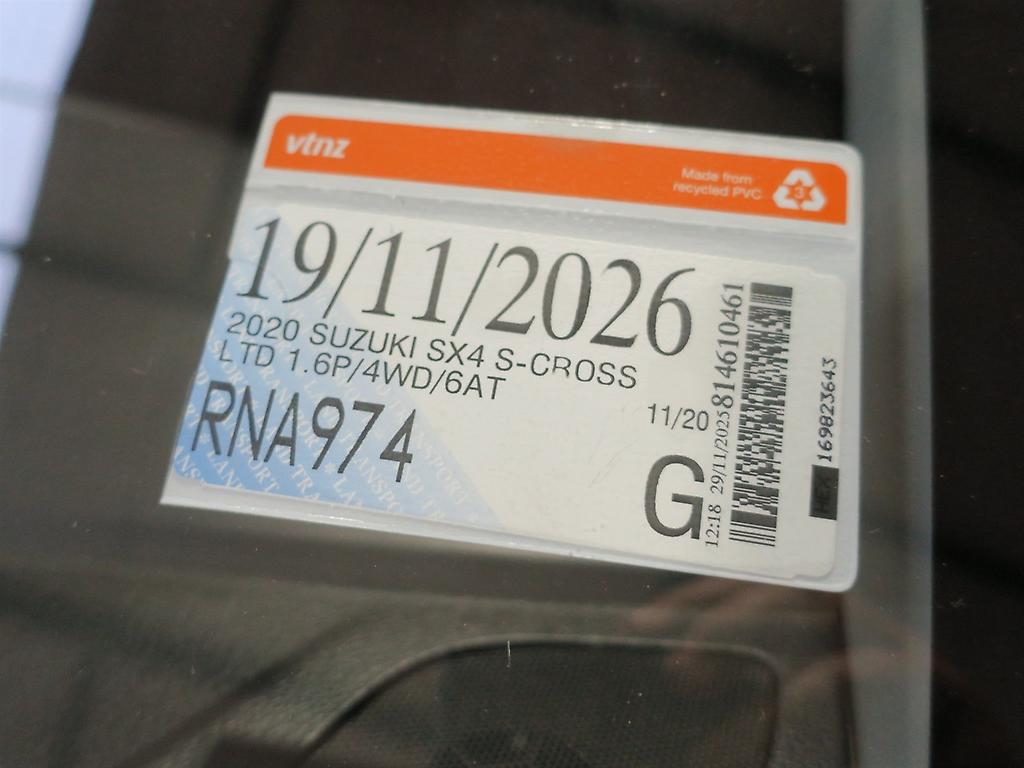 vtnz
Made from
recycled PVC
3
19/11/2026
2020 SUZUKI SX4 S-CROSS
LTD 1.6P/4WD/6AT
RNA974
11/20
G
12:18 29/11/2025 814610461
169823643